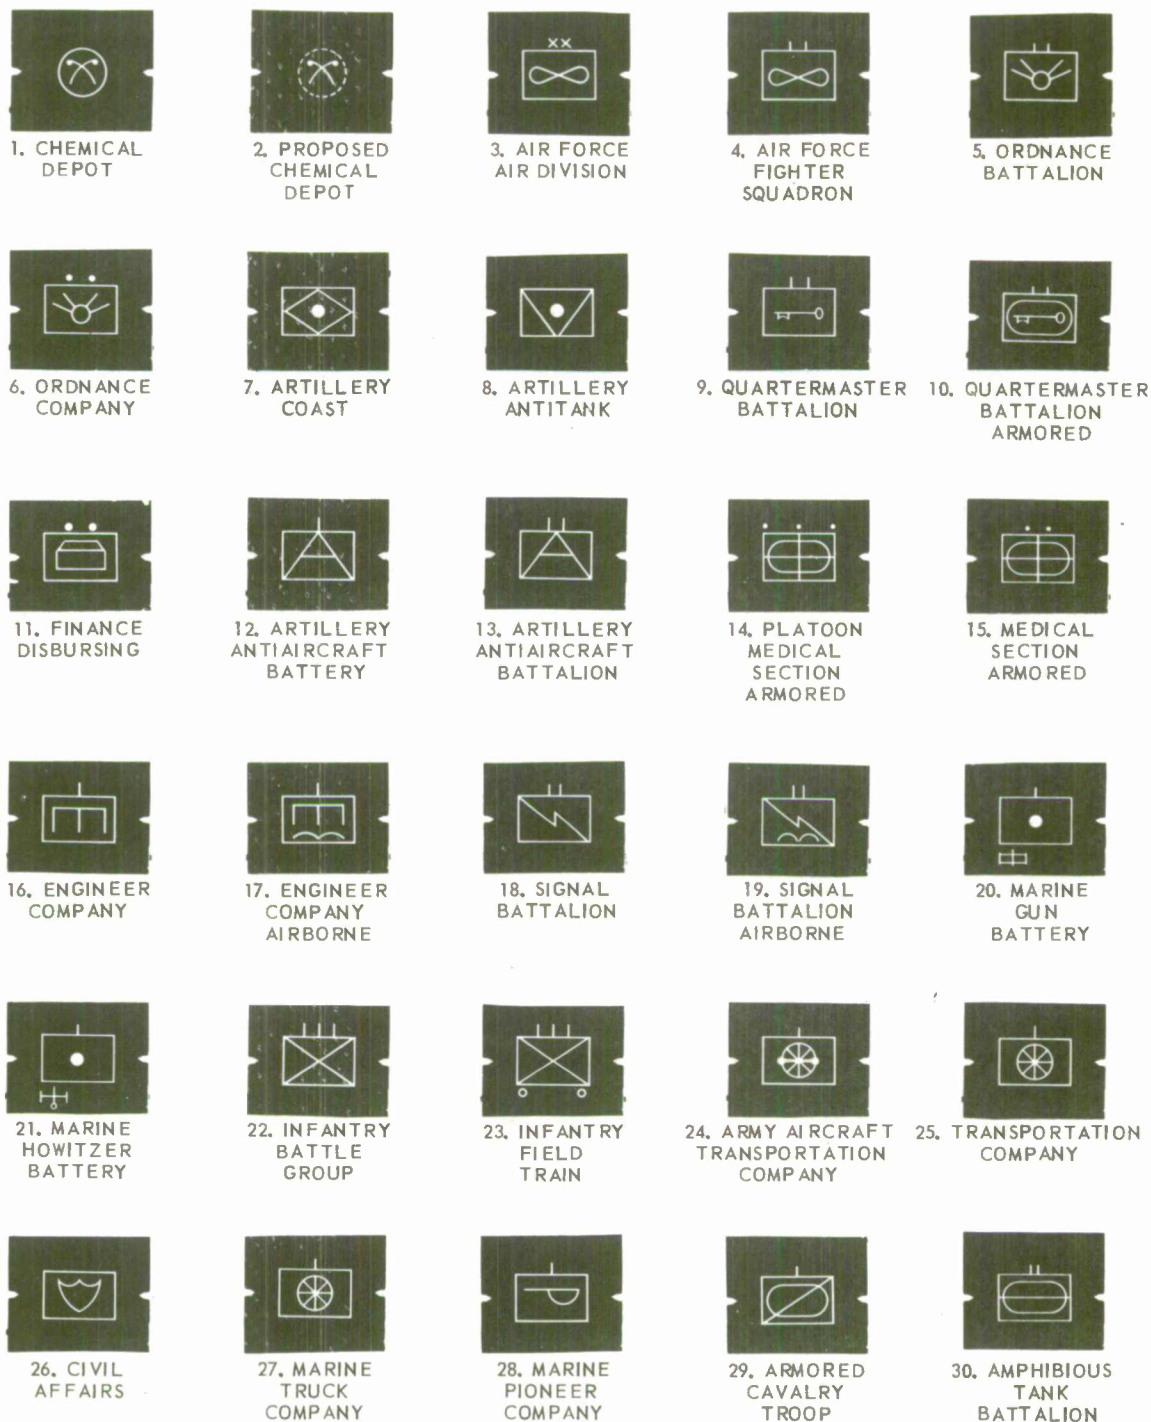 1. CHEMICAL
DEPOT
2. PROPOSED
CHEMICAL
DEPOT
3. AIR FORCE
AIR DIVISION
4. AIR FORCE
FIGHTER
SQUADRON
5. ORDNANCE
BATTALION
6. ORDNANCE
COMPANY
7. ARTILLERY
COAST
8. ARTILLERY
ANTITANK
9. QUARTERMASTER
BATTALION
10. QUARTERMASTER
BATTALION
ARMORED
11. FINANCE
DISBURSING
12. ARTILLERY
ANTIAIRCRAFT
BATTERY
13. ARTILLERY
ANTIAIRCRAFT
BATTALION
14. PLATOON
MEDICAL
SECTION
ARMORED
15. MEDICAL
SECTION
ARMORED
16. ENGINEER
COMPANY
17. ENGINEER
COMPANY
AIRBORNE
18. SIGNAL
BATTALION
19. SIGNAL
BATTALION
AIRBORNE
20. MARINE
GUN
BATTERY
21. MARINE
HOWITZER
BATTERY
22. INFANTRY
BATTLE
GROUP
23. INFANTRY
FIELD
TRAIN
24. ARMY AIRCRAFT
TRANSPORTATION
COMPANY
25. TRANSPORTATION
COMPANY
26. CIVIL
AFFAIRS
27. MARINE
TRUCK
COMPANY
28. MARINE
PIONEER
COMPANY
29. ARMORED
CAVALRY
TROOP
30. AMPHIBIOUS
TANK
BATTALION